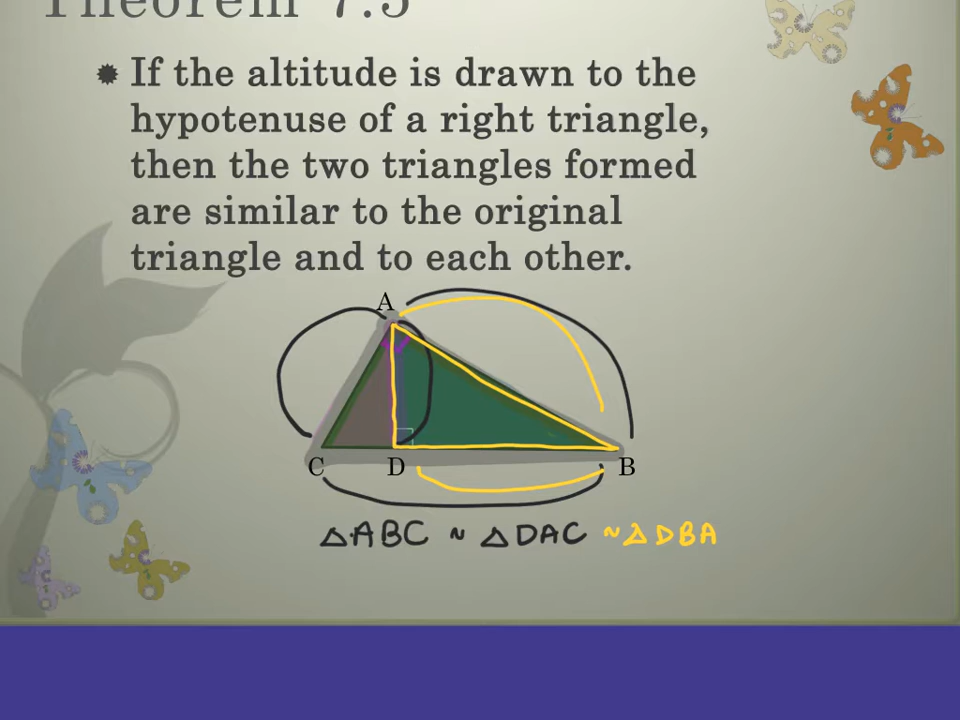 Theorem 7.5
If the altitude is drawn to the
hypotenuse of a right triangle,
then the two triangles formed
are similar to the original
triangle and to each other.
A
C D B
△ABC ~ △DAC ~△DBA